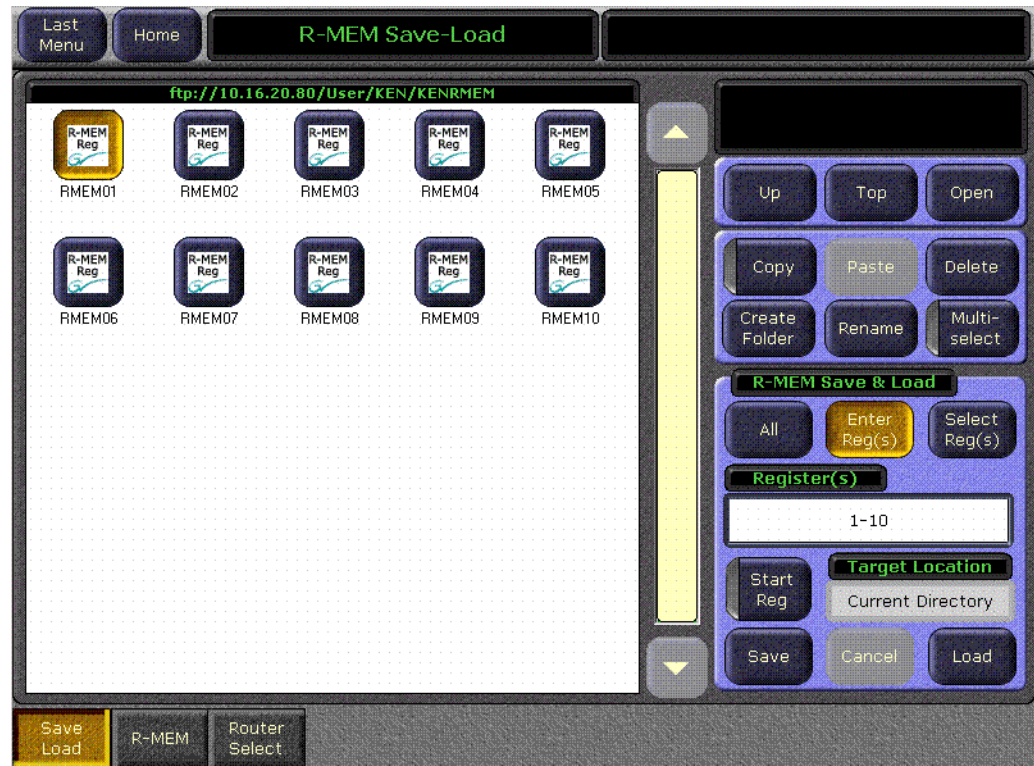 Last
Menu
Home
R-MEM Save-Load
ftp://10.16.20.80/User/KEN/KENRMEM
R-MEM
Reg
R-MEM
Reg
R-MEM
Reg
R-MEM
Reg
R-MEM
Reg
RMEM01 RMEM02 RMEM03 RMEM04 RMEM05
R-MEM
Reg
R-MEM
Reg
R-MEM
Reg
R-MEM
Reg
R-MEM
Reg
RMEM06 RMEM07 RMEM08 RMEM09 RMEM10
Up Top Open
Copy Paste Delete
Create
Folder
Rename
Multi-
select
R-MEM Save & Load
All
Enter
Reg(s)
Select
Reg(s)
Register(s)
1-10
Start
Reg
Target Location
Current Directory
Save Cancel Load
Save
Load
R-MEM
Router
Select